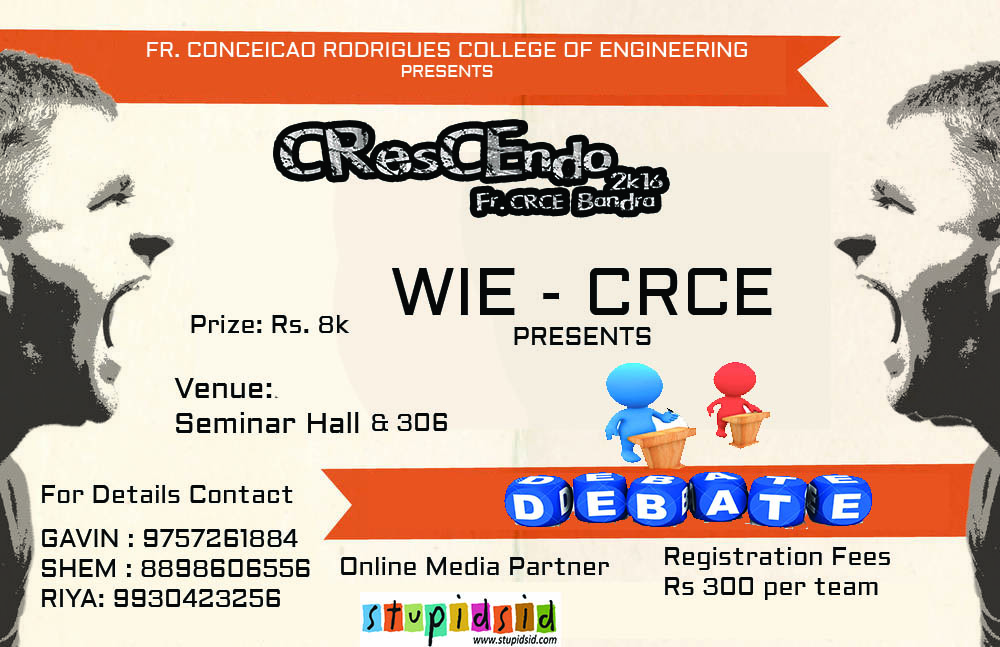 FR. CONCEICAO RODRIGUES COLLEGE OF ENGINEERING
PRESENTS
CResCEndo
2k16
Fr. CRCE Bandra
WIE - CRCE
PRESENTS
Prize: Rs. 8k
Venue:.
Seminar Hall & 306
DEBATE
DEBATE
For Details Contact
GAVIN : 9757261884
SHEM : 8898606556
RIYA: 9930423256
Online Media Partner
stupidsid
www.stupidsid.com
Registration Fees
Rs 300 per team